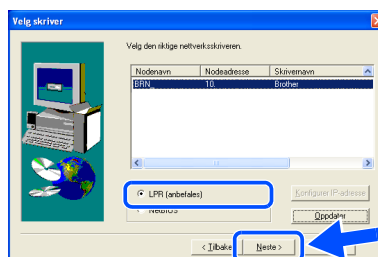 Velg skriver
Velg den riktige nettverksskriveren.
Nodenavn Nodeadresse Skrivernavn
BRN_ 10. Brother
LPR (anbefales)
NetBIOS
Konfigurer IP-adresse
Oppdater
< Tilbake Neste >